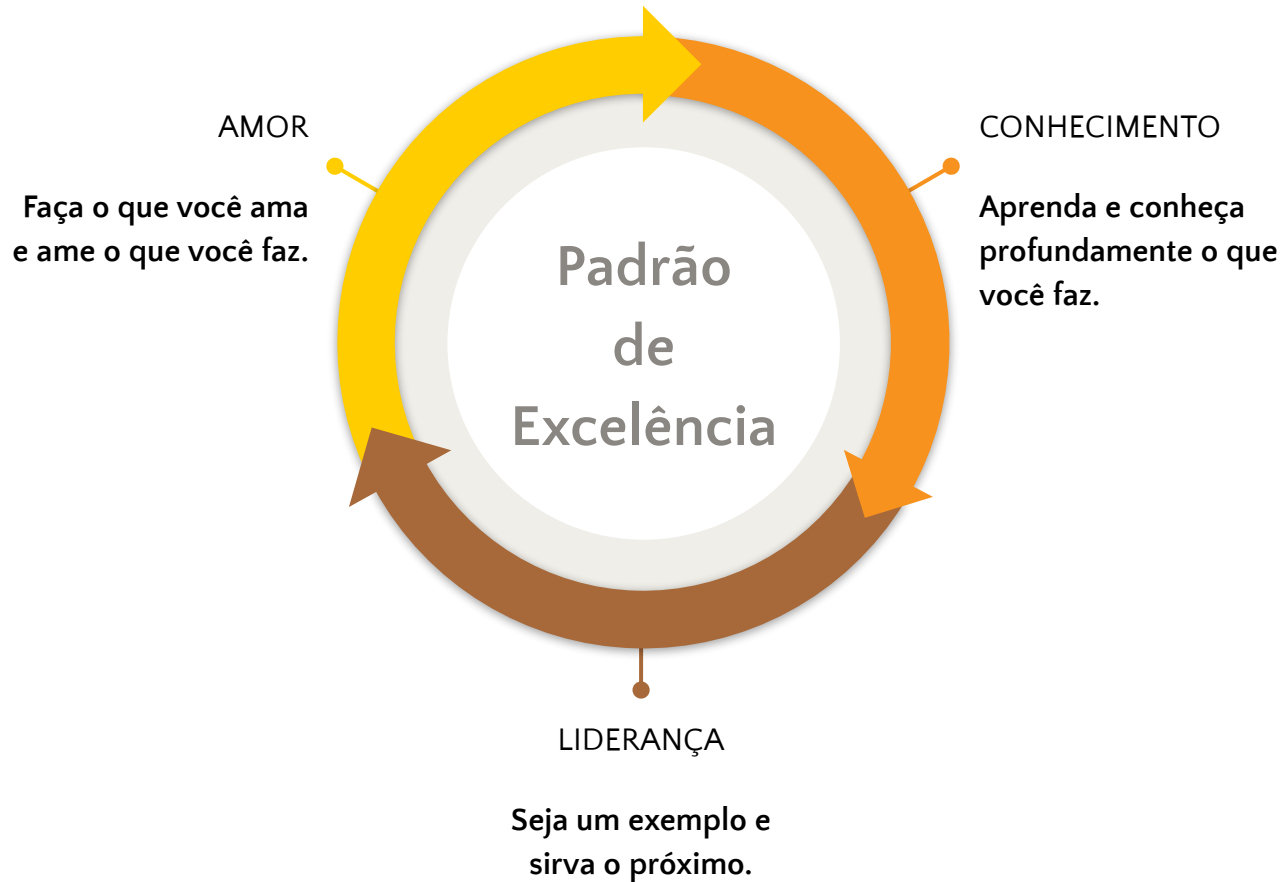 AMOR
Faça o que você ama
e ame o que você faz.
CONHECIMENTO
Aprenda e conheça
profundamente o que
você faz.
Padrão
de
Excelência
LIDERANÇA
Seja um exemplo e
sirva o próximo.